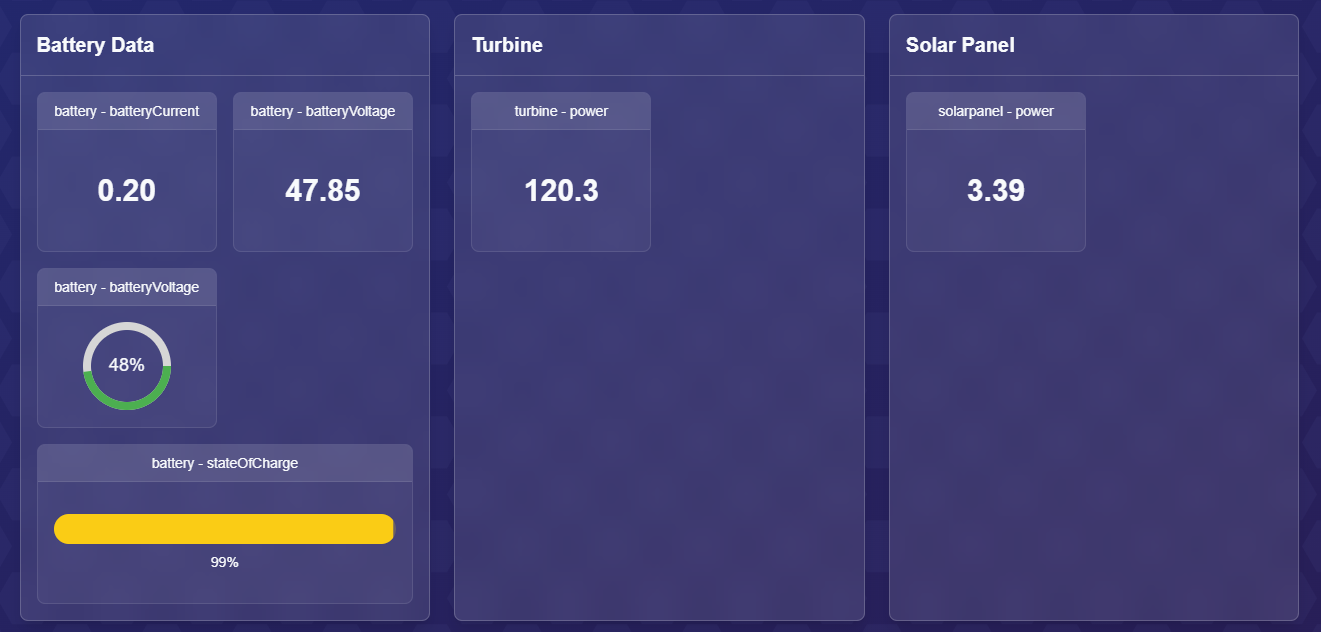 Battery Data
battery - batteryCurrent
0.20
battery - batteryVoltage
47.85
battery - batteryVoltage
48%
battery - stateOfCharge
99%
Turbine
turbine - power
120.3
Solar Panel
solarpanel - power
3.39